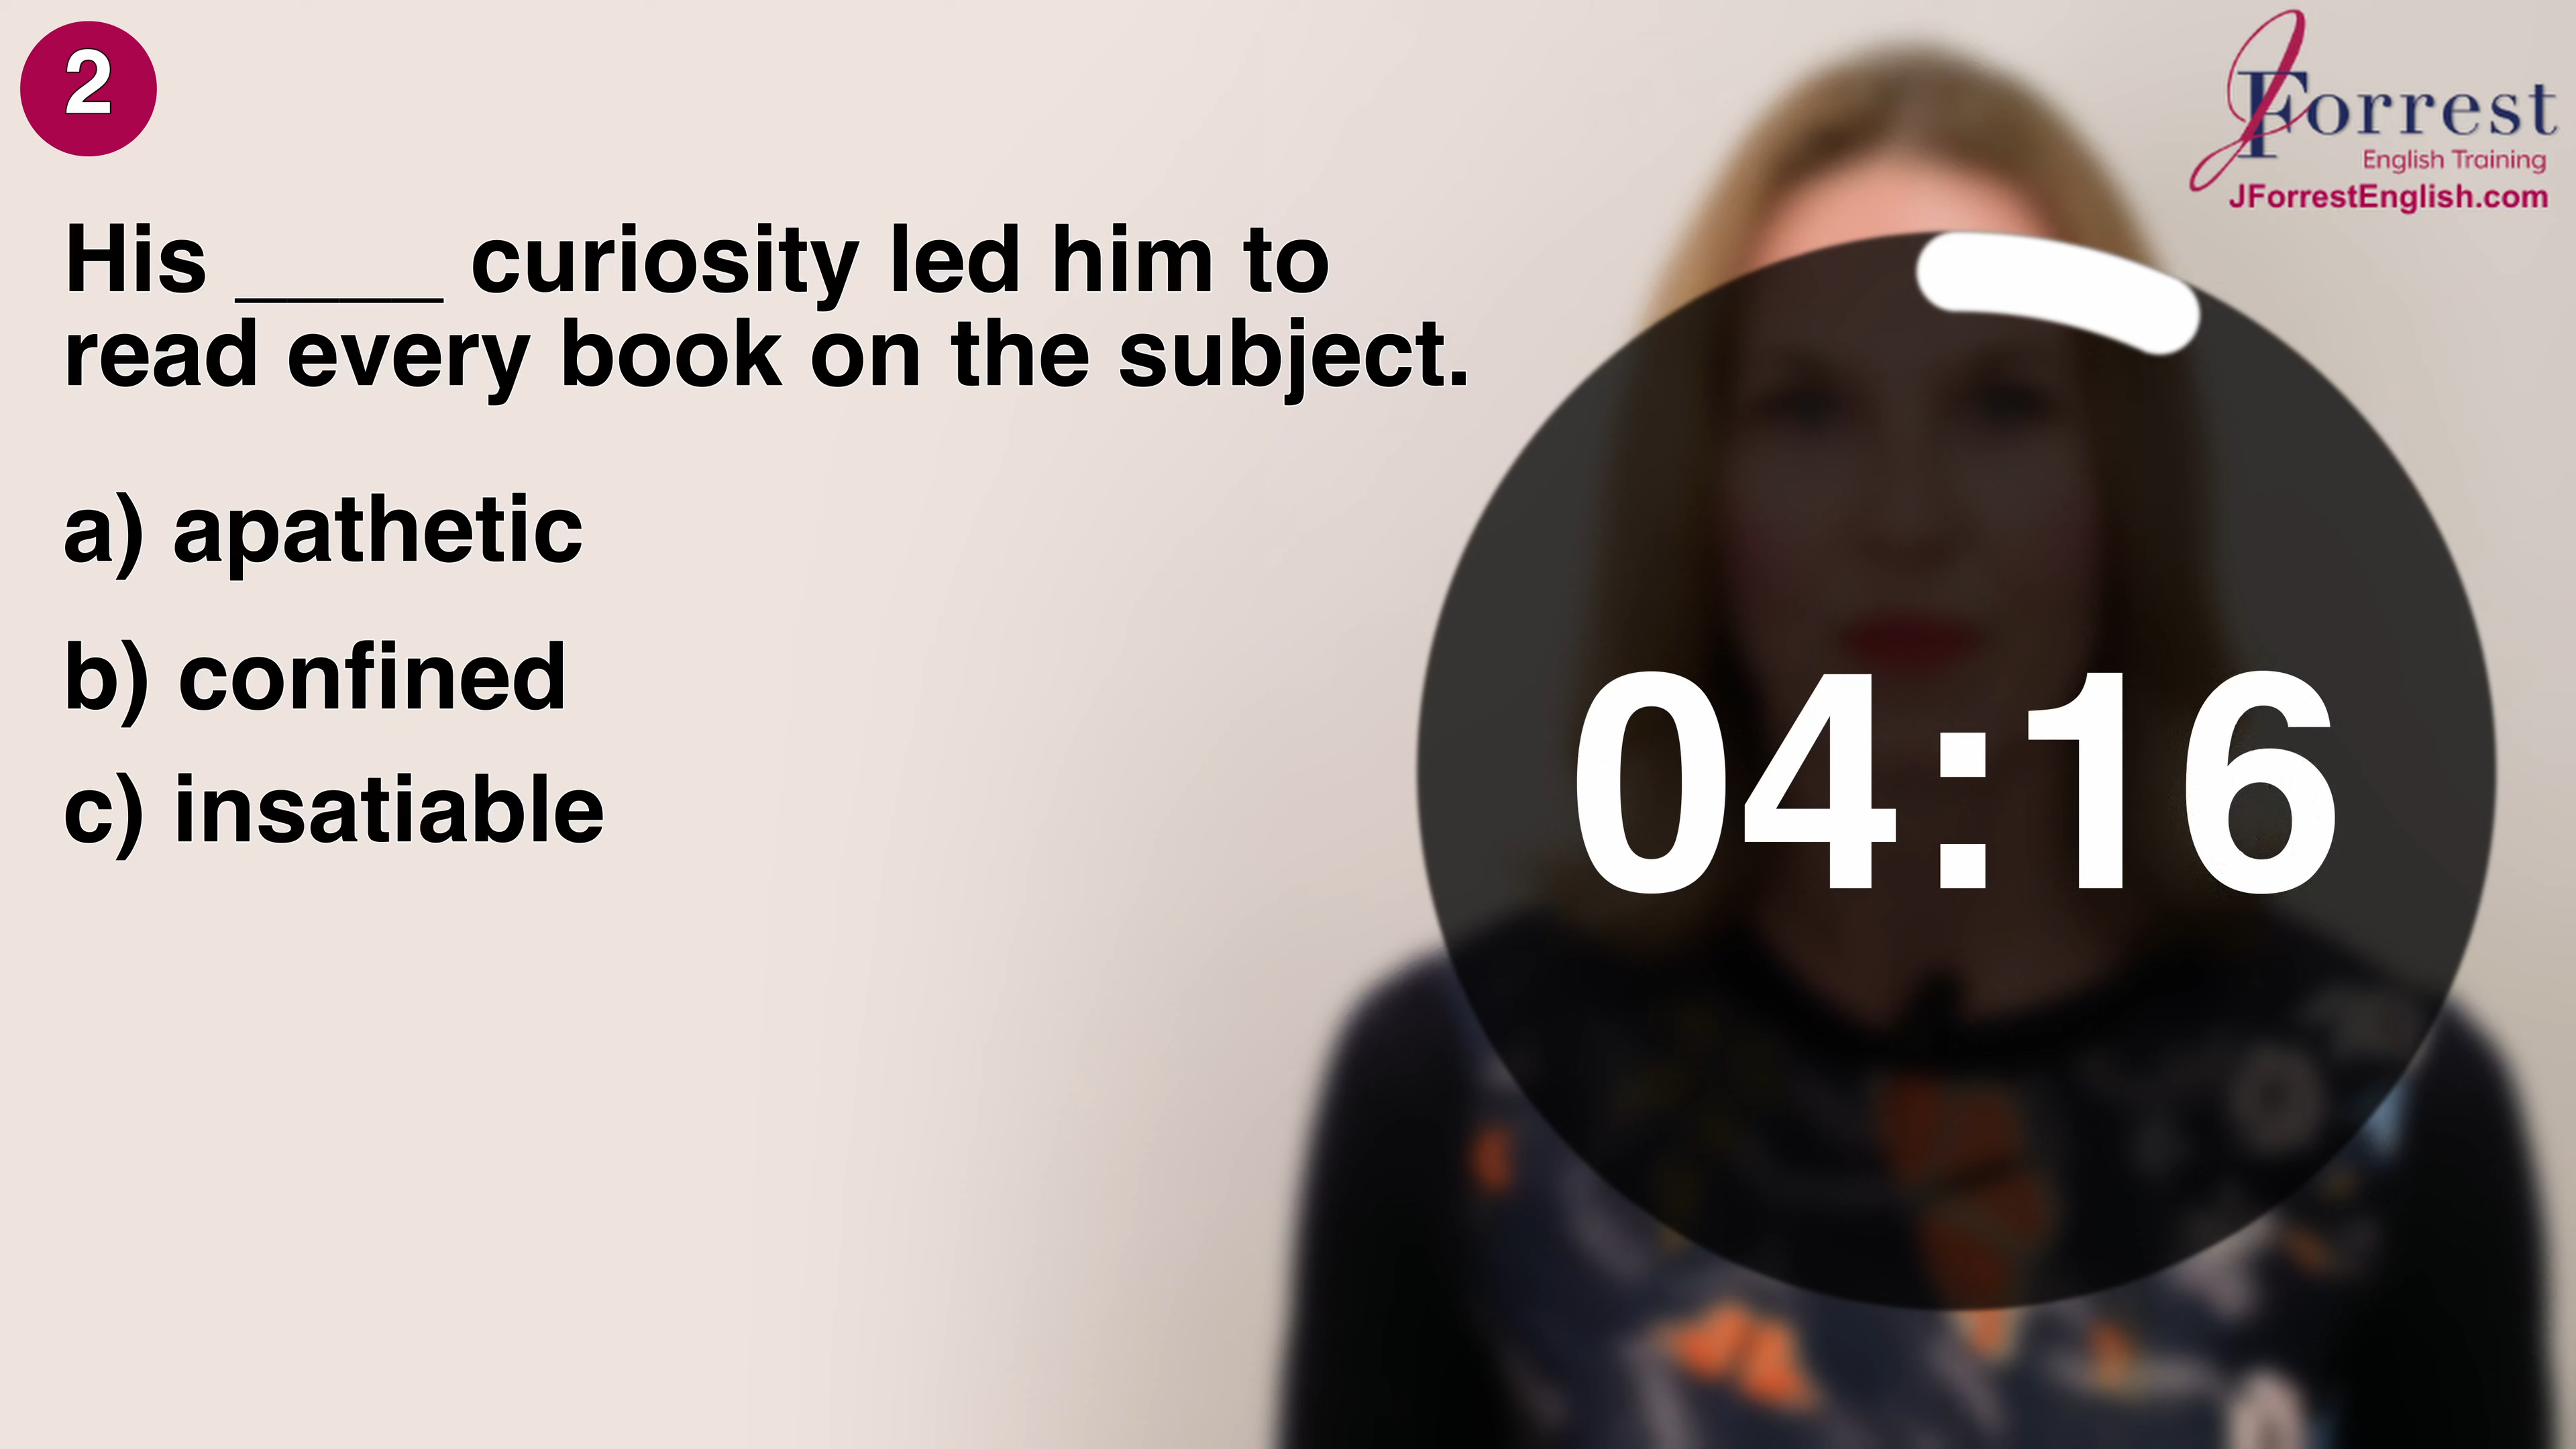 2
Forrest
English Training
JForrestEnglish.com
His _____ curiosity led him to
read every book on the subject.
a) apathetic
b) confined
c) insatiable
04:16